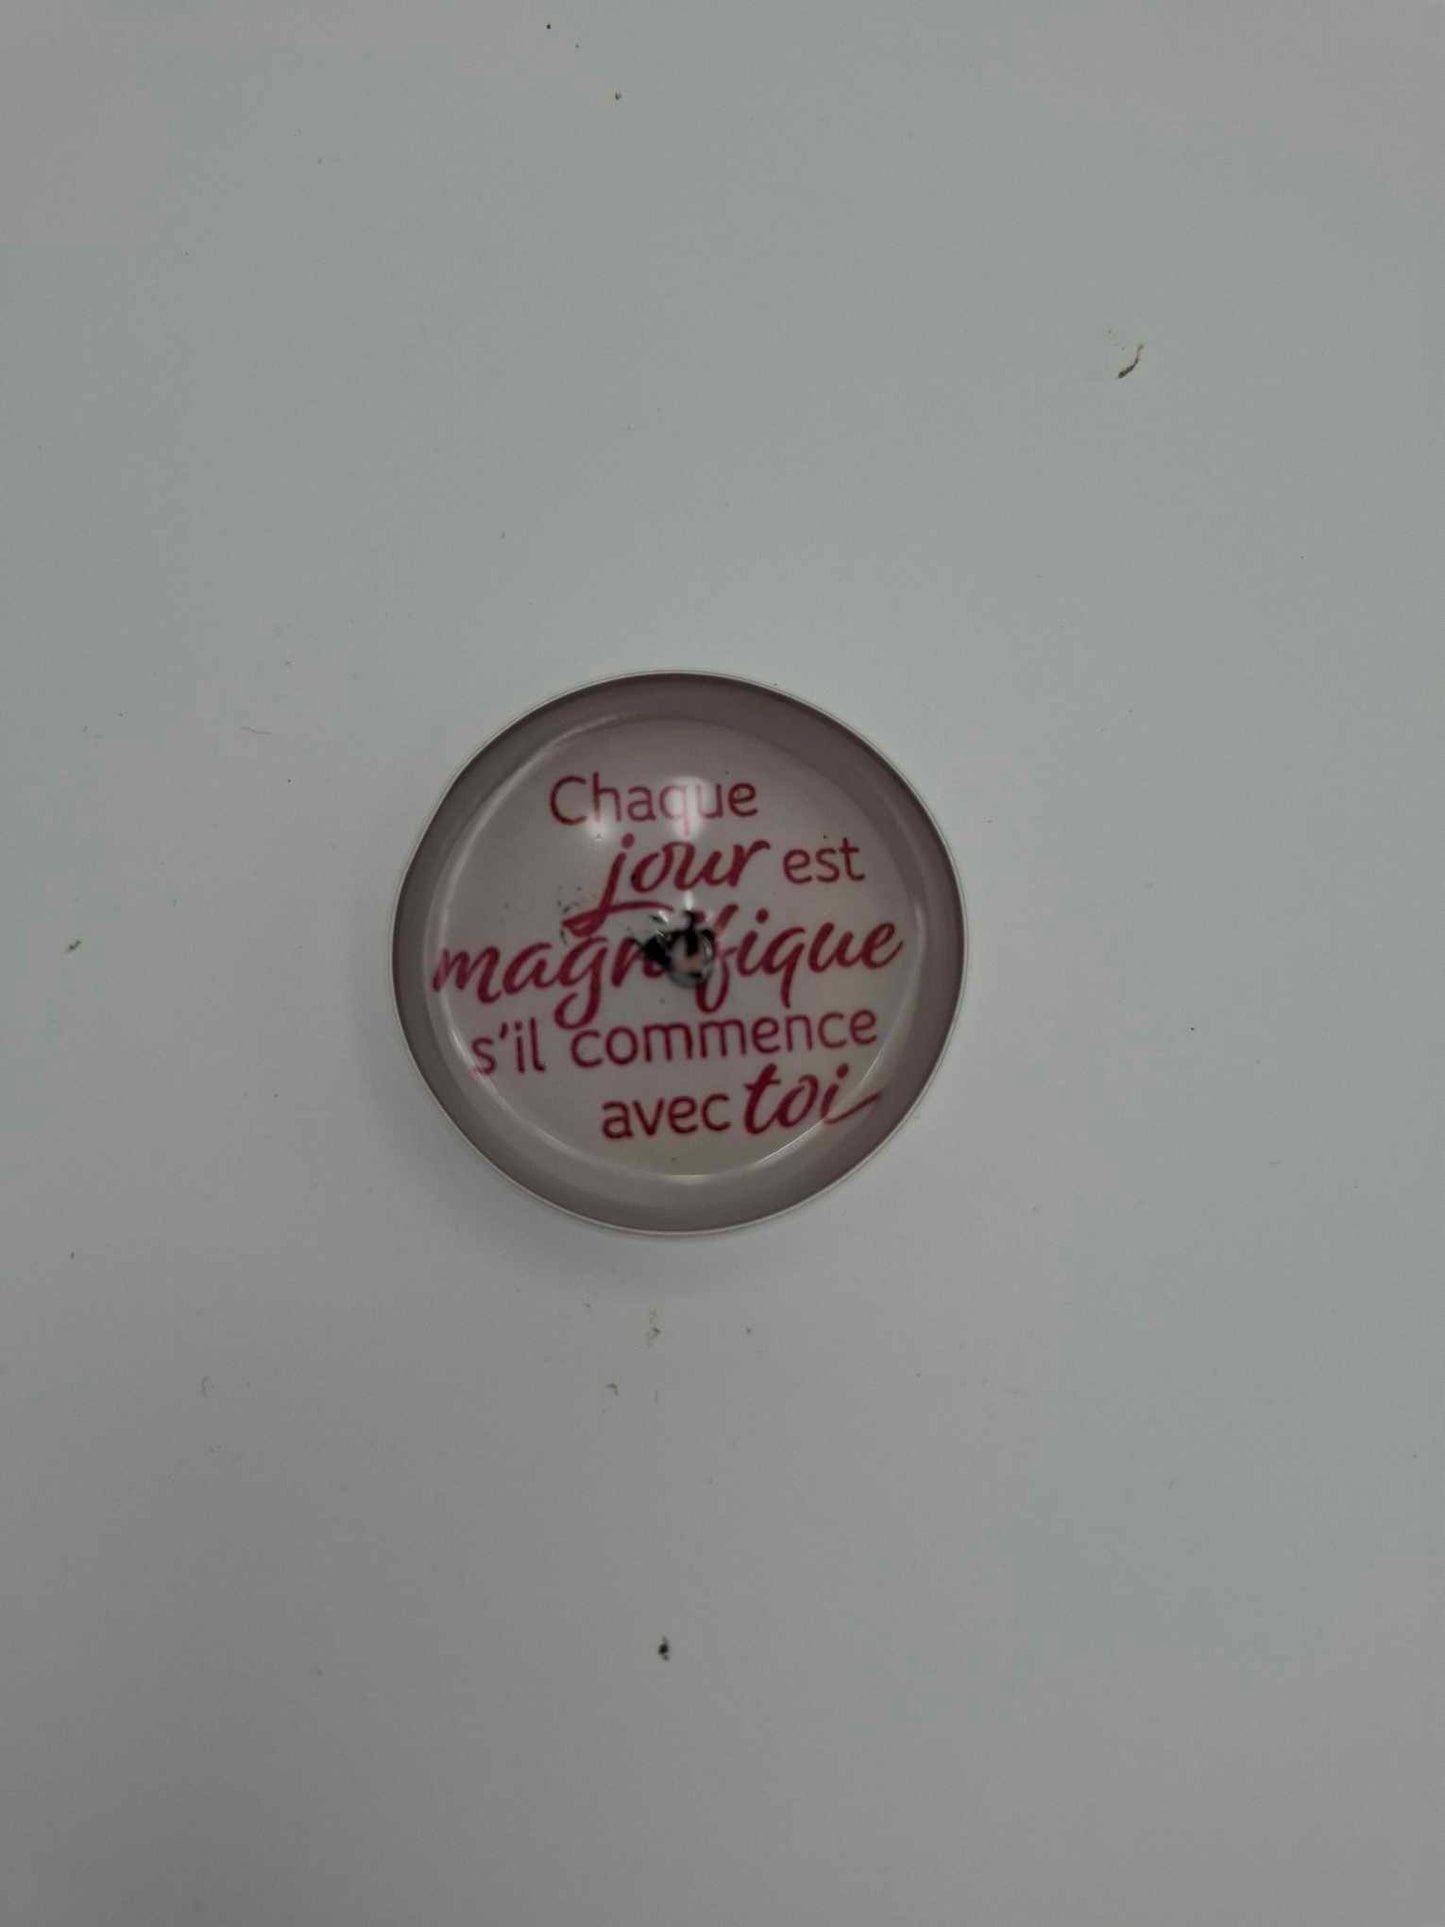 Chaque
jour est
magnifique
s'il commence
avec toi